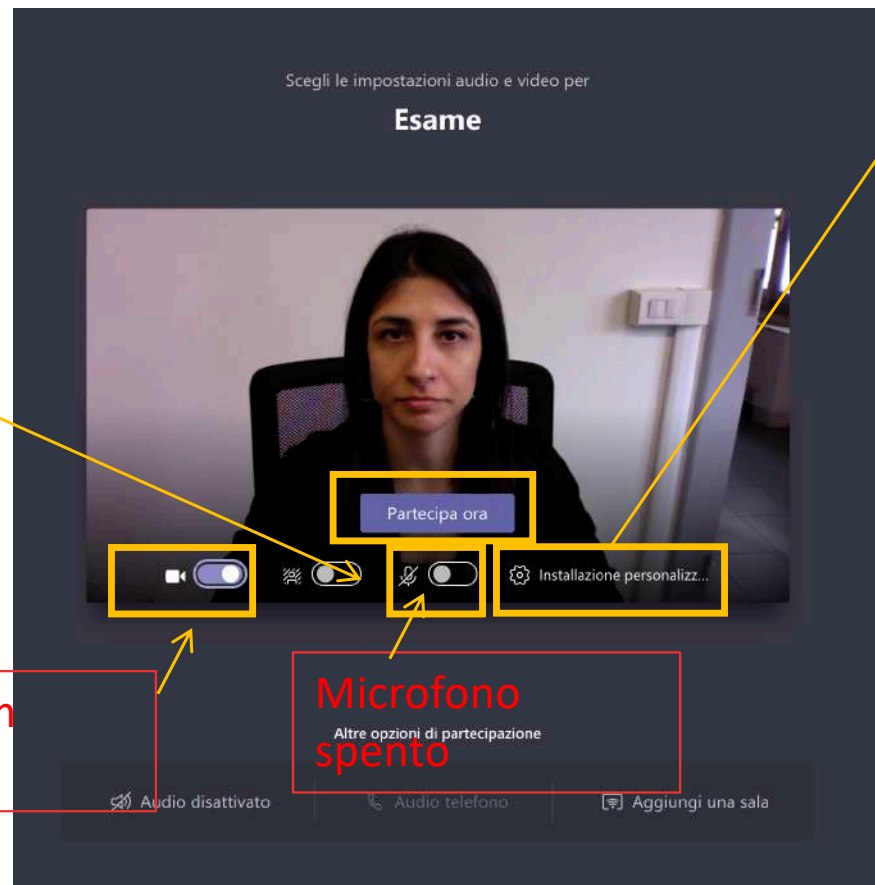 Scegli le impostazioni audio e video per
Esame
Partecipa ora
Installazione personalizz...
Microfono
Altre opzioni di partecipazione
spento
Audio disattivato
Audio telefono
Aggiungi una sala